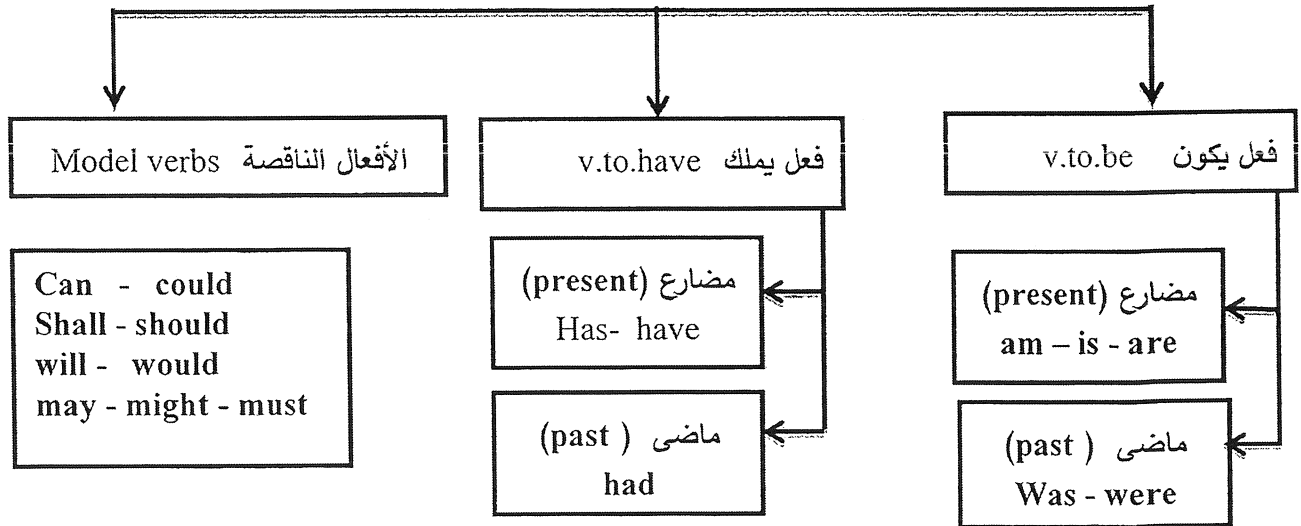 الأفعال الناقصة Model verbs
Can - could
Shall - should
will - would
may - might - must
فعل يملك v.to.have
مضارع (present)
Has- have
ماضى ( past)
had
فعل يكون v.to.be
مضارع (present)
am – is - are
ماضى ( past)
Was - were